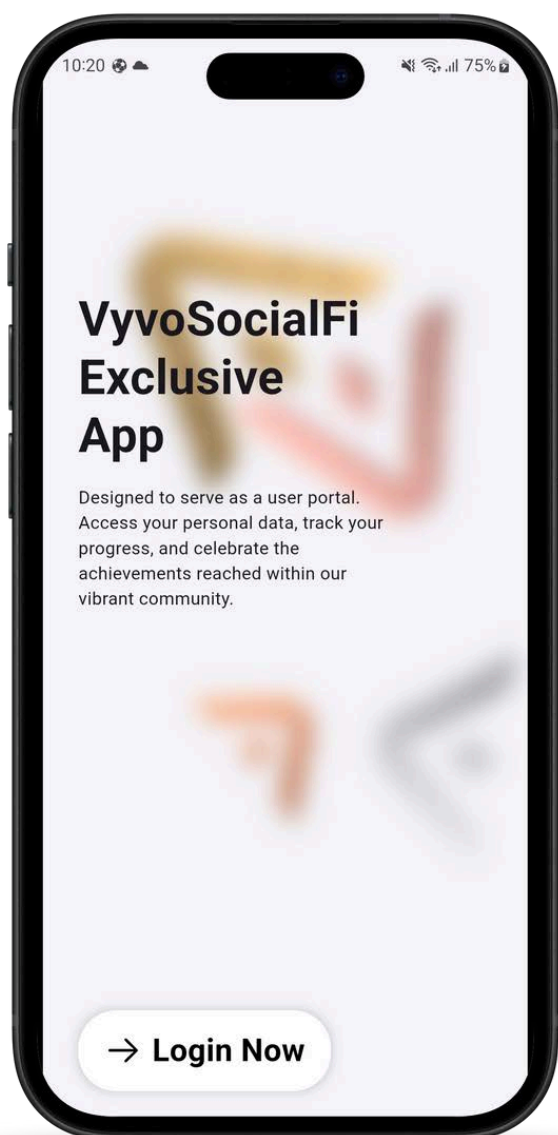 10:20 75%
VyvoSocialFi
Exclusive
App
Designed to serve as a user portal.
Access your personal data, track your
progress, and celebrate the
achievements reached within our
vibrant community.
Login Now